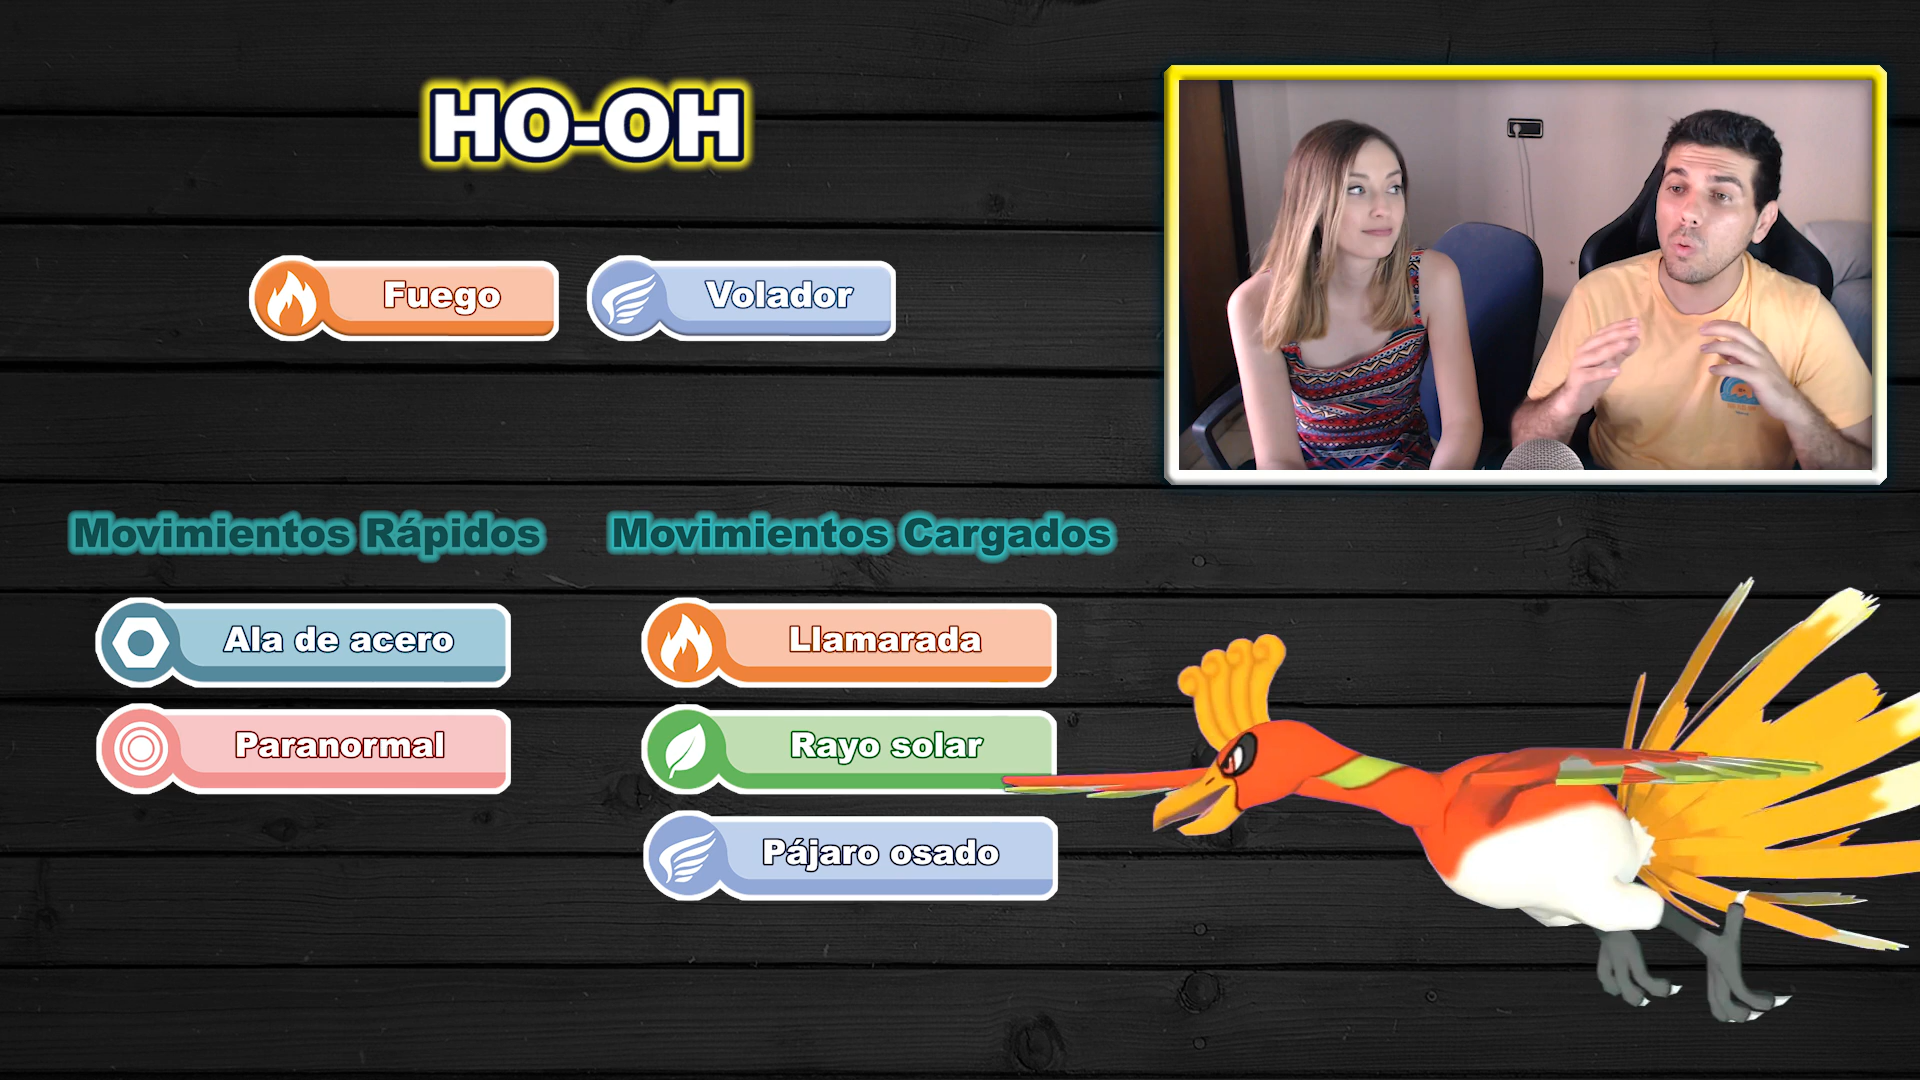 HO-OH
Fuego
Volador
Movimientos Rápidos
Movimientos Cargados
Ala de acero
Llamarada
Paranormal
Rayo solar
Pájaro osado